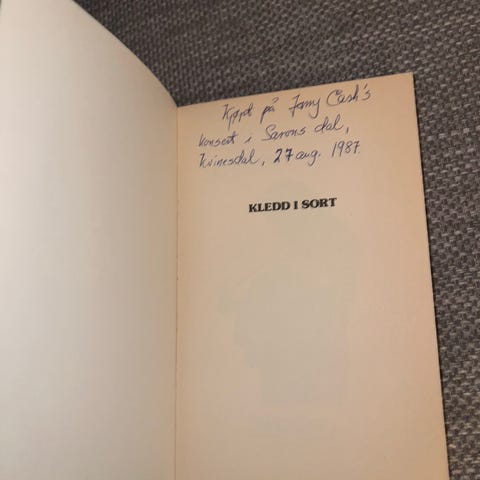 Kjøpt på Jonny Cash's
konsert i Sarons dal,
Kvinesdal, 27 aug. 1987.
KLEDD I SORT